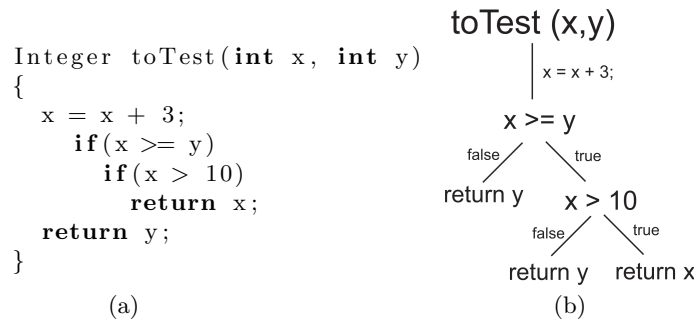 Integer toTest(int x, int y)
{
x = x + 3;
if(x >= y)
if(x > 10)
return x;
return y;
}
(a)
toTest (x,y)
x = x + 3;
x >= y
false true
return y x > 10
false true
return y return x
(b)